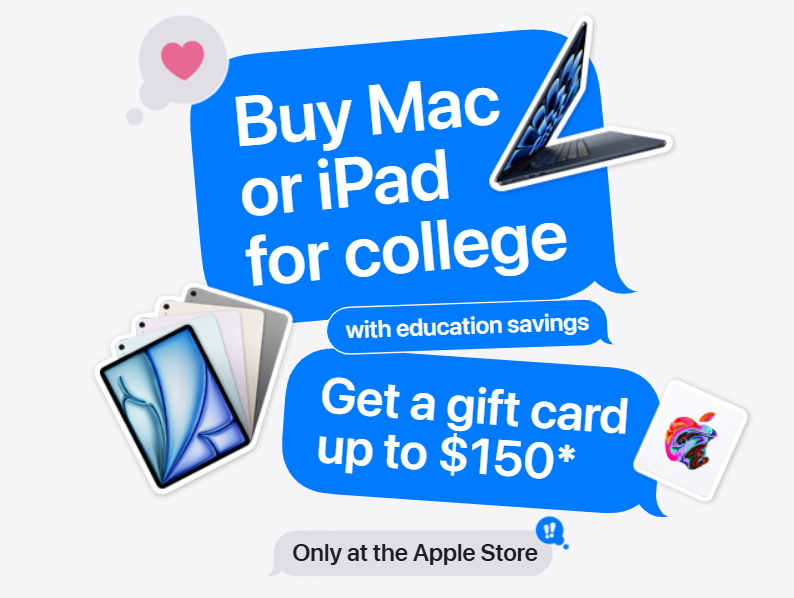 Buy Mac
or iPad
for college
with education savings
Get a gift card
up to $150*
Only at the Apple Store
!!